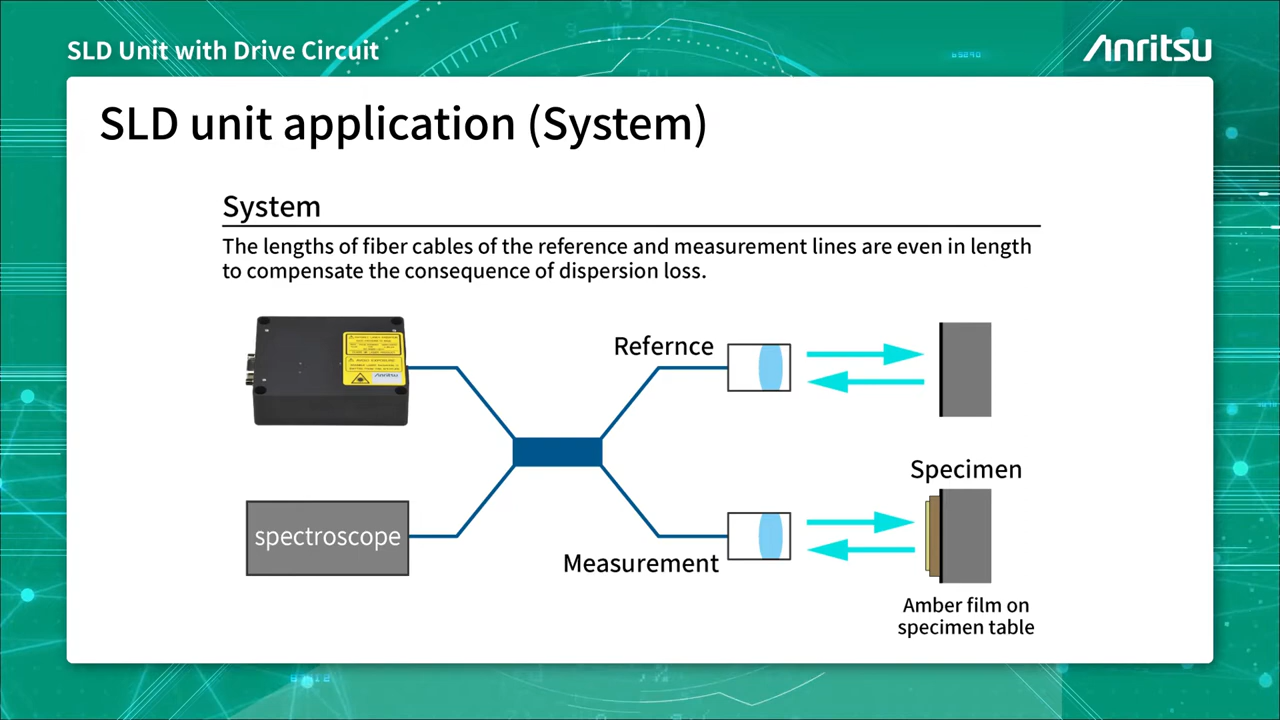 SLD Unit with Drive Circuit
Anritsu
SLD unit application (System)
System
The lengths of fiber cables of the reference and measurement lines are even in length
to compensate the consequence of dispersion loss.
Refernce
Specimen
spectroscope
Measurement
Amber film on
specimen table